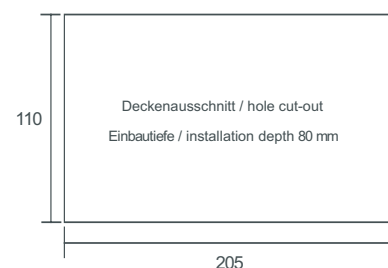 Deckenausschnitt / hole cut-out
110
Einbautiefe / installation depth 80 mm
205